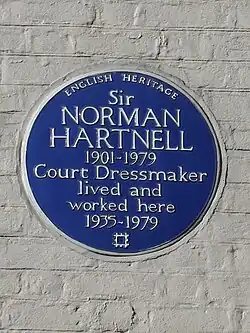 ENGLISH HERITAGE
Sir
NORMAN
HARTNELL
1901-1979
Court Dressmaker
lived and
worked here
1935-1979